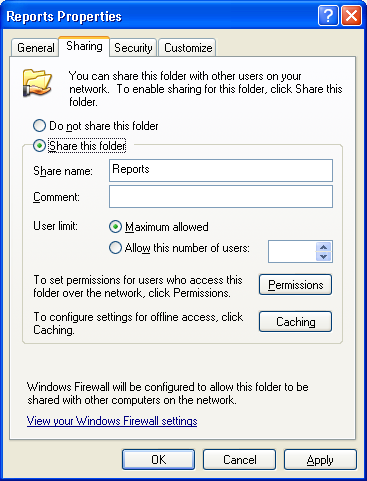 Reports Properties
General Sharing Security Customize
You can share this folder with other users on your
network. To enable sharing for this folder, click Share this
folder.
Do not share this folder
Share this folder
Share name: Reports
Comment:
User limit: Maximum allowed
Allow this number of users:
To set permissions for users who access this
folder over the network, click Permissions.
Permissions
To configure settings for offline access, click
Caching.
Caching
Windows Firewall will be configured to allow this folder to be
shared with other computers on the network.
View your Windows Firewall settings
OK Cancel Apply